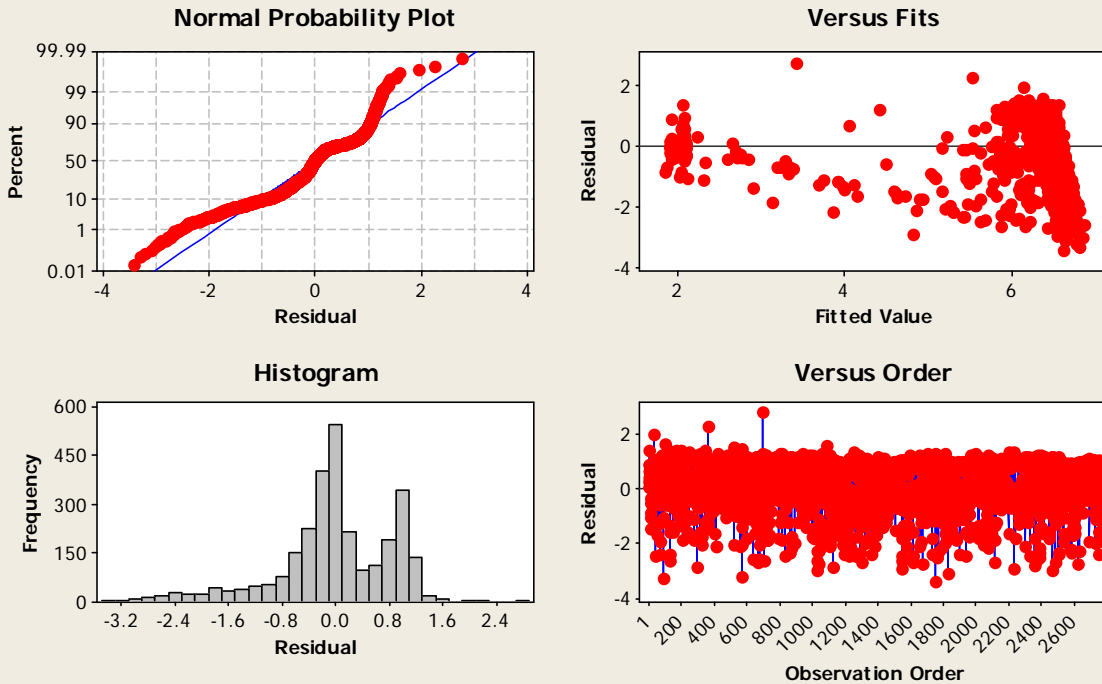 Normal Probability Plot
99.99
99
90
50
10
1
0.01
Percent
-4 -2 0 2 4
Residual
Versus Fits
2
0
-2
-4
Residual
2 4 6
Fitted Value
Histogram
600
450
300
150
0
Frequency
-3.2 -2.4 -1.6 -0.8 0.0 0.8 1.6 2.4
Residual
Versus Order
2
0
-2
-4
Residual
1 200 400 600 800 1000 1200 1400 1600 1800 2000 2200 2400 2600
Observation Order